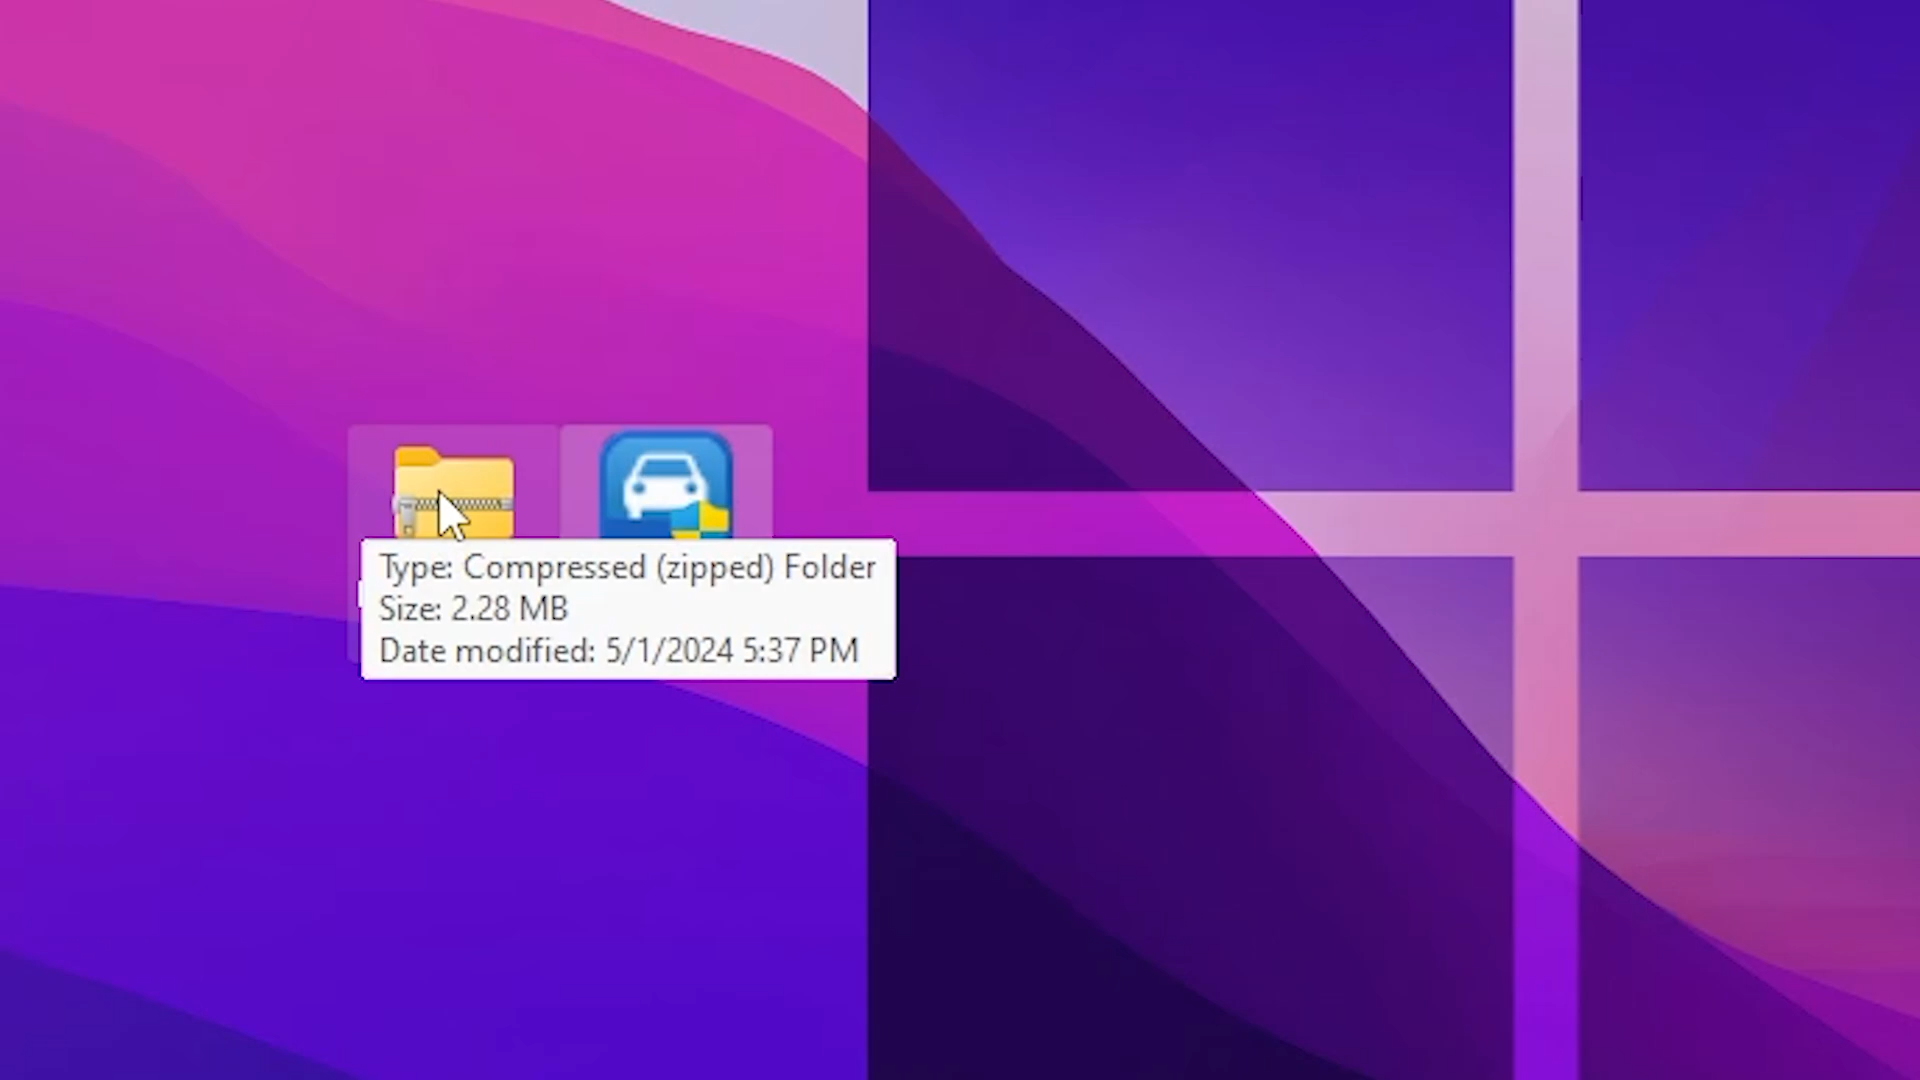 Type: Compressed (zipped) Folder
Size: 2.28 MB
Date modified: 5/1/2024 5:37 PM